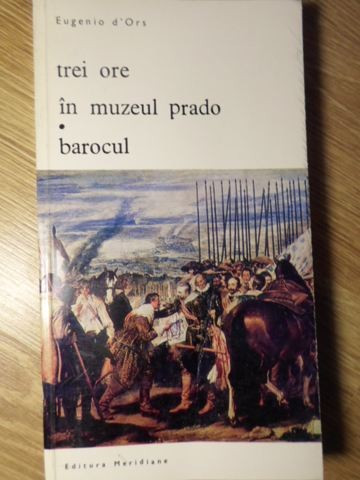 Eugenio d'Ors
trei ore
în muzeul prado
•
barocul
Editura Meridiane